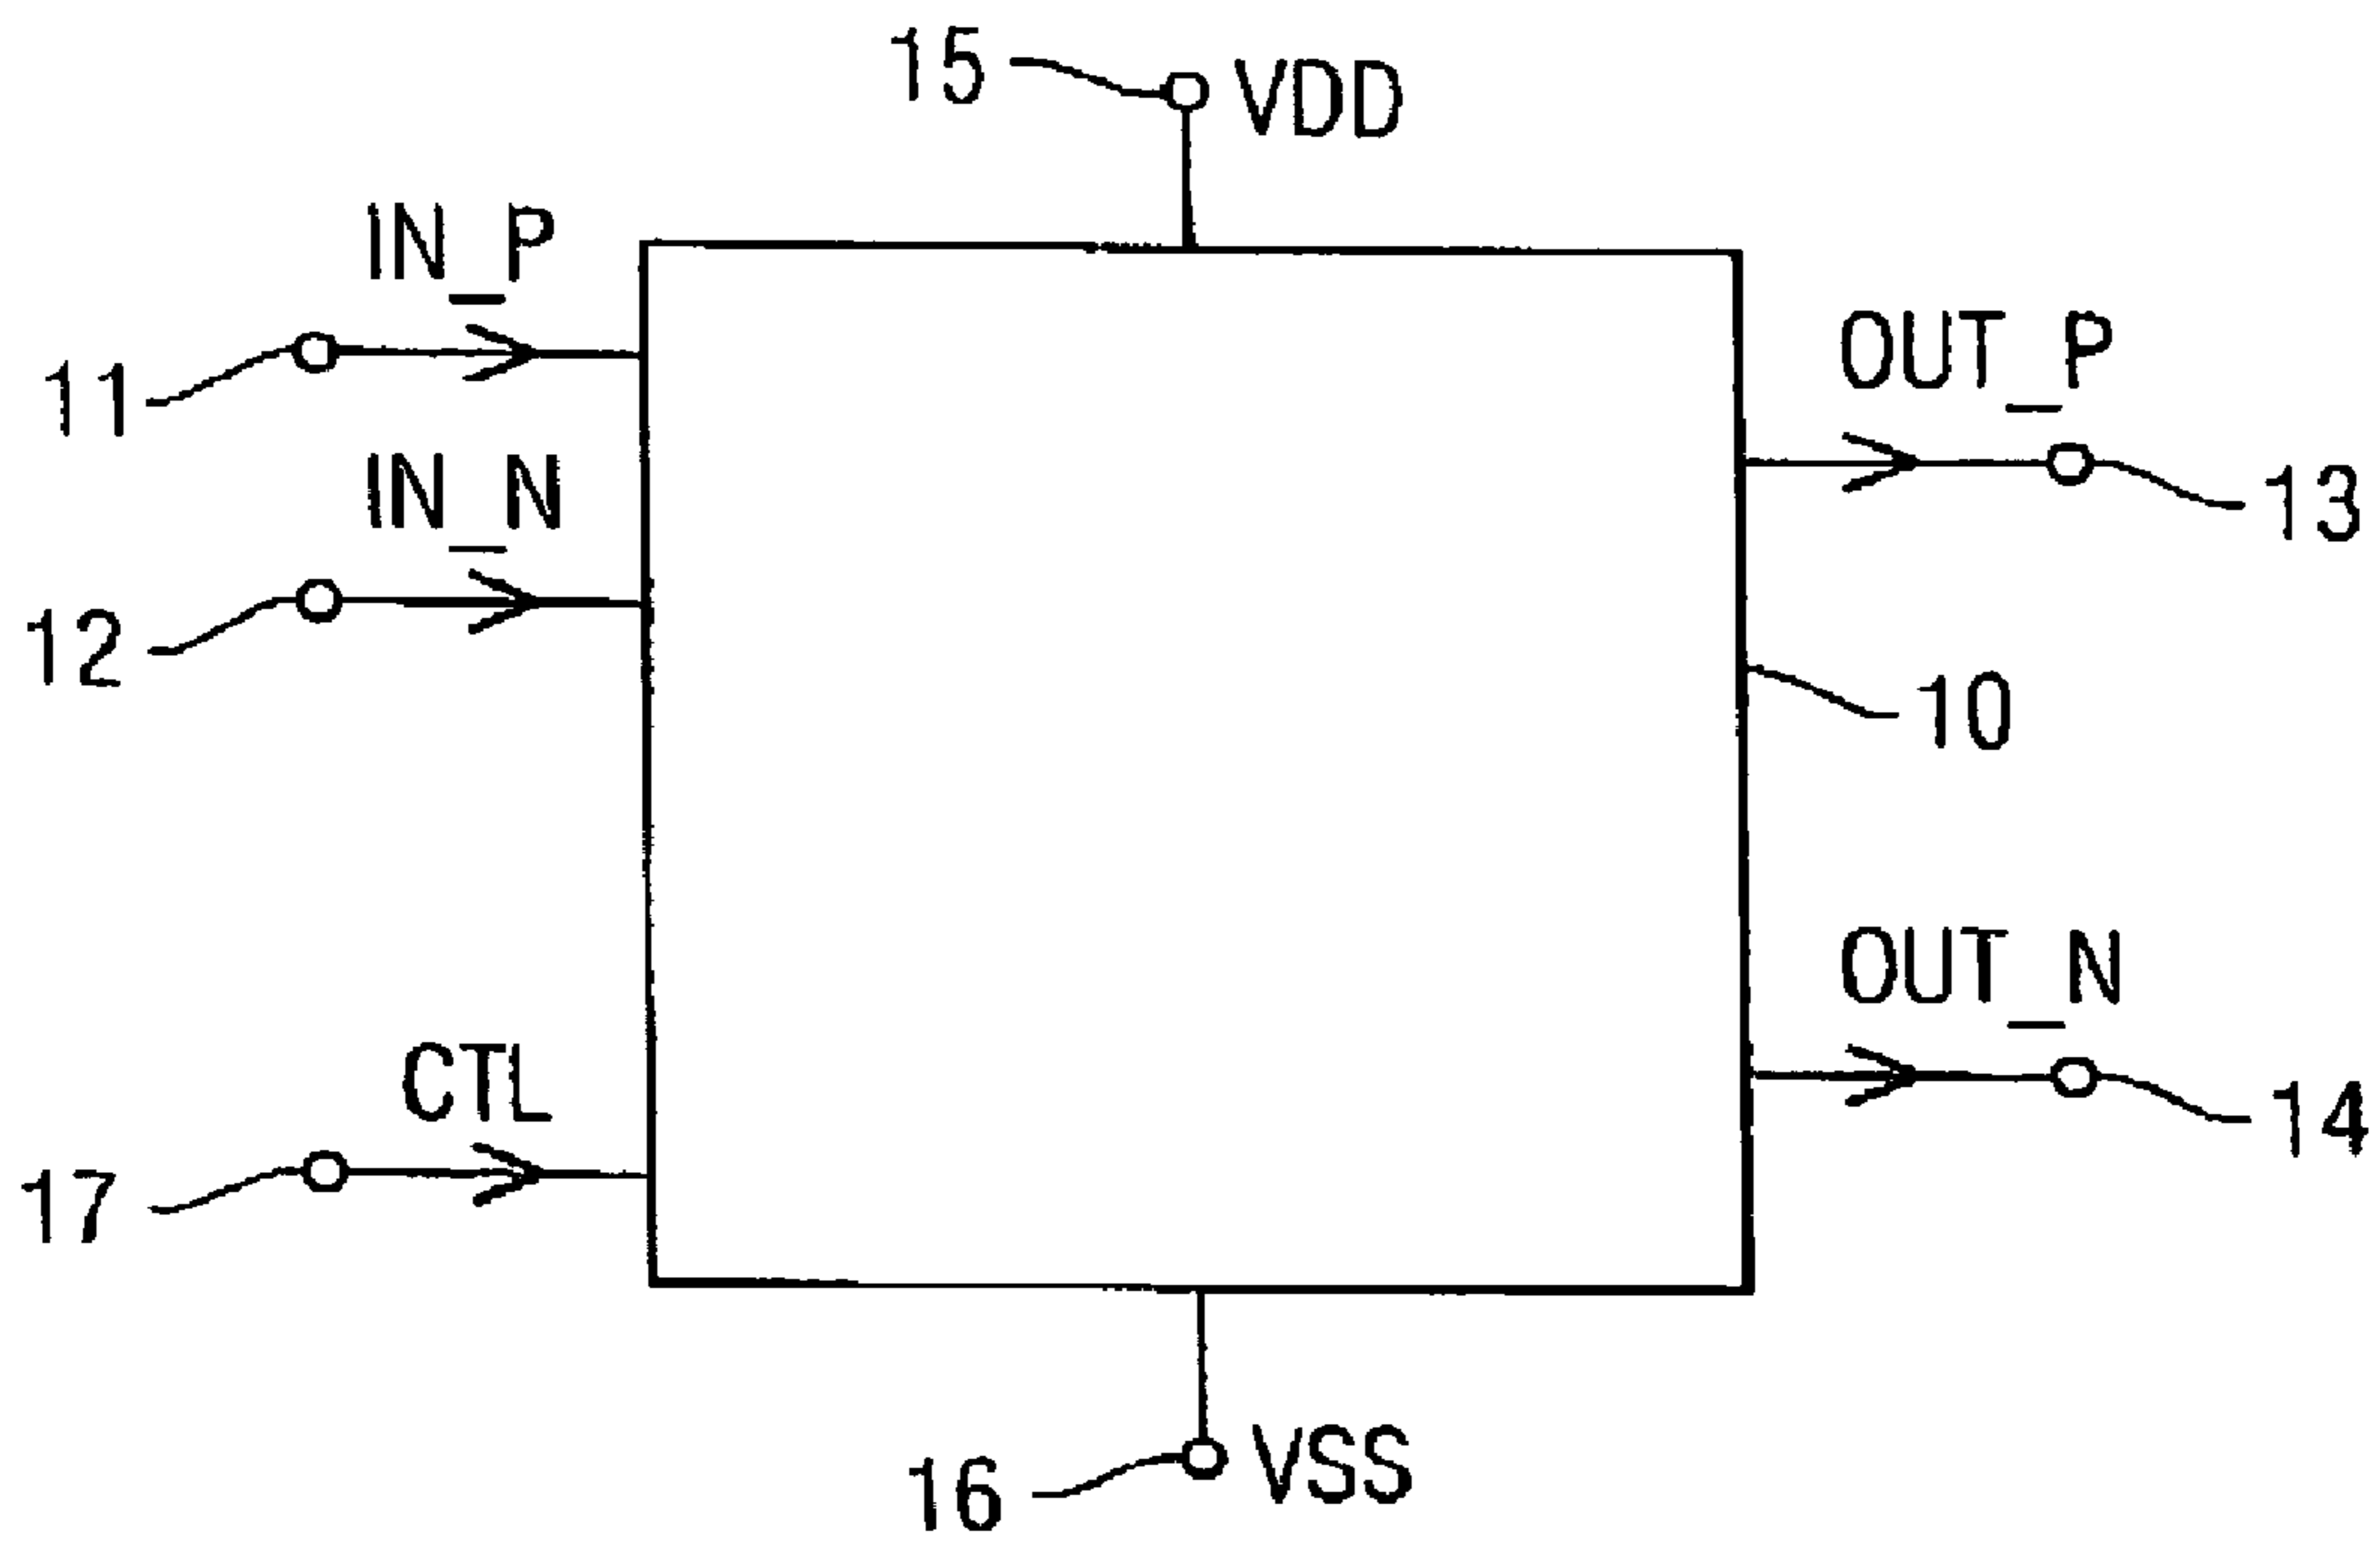 15
VDD
IN_P
11
OUT_P
13
IN_N
12
10
OUT_N
14
CTL
17
16
VSS